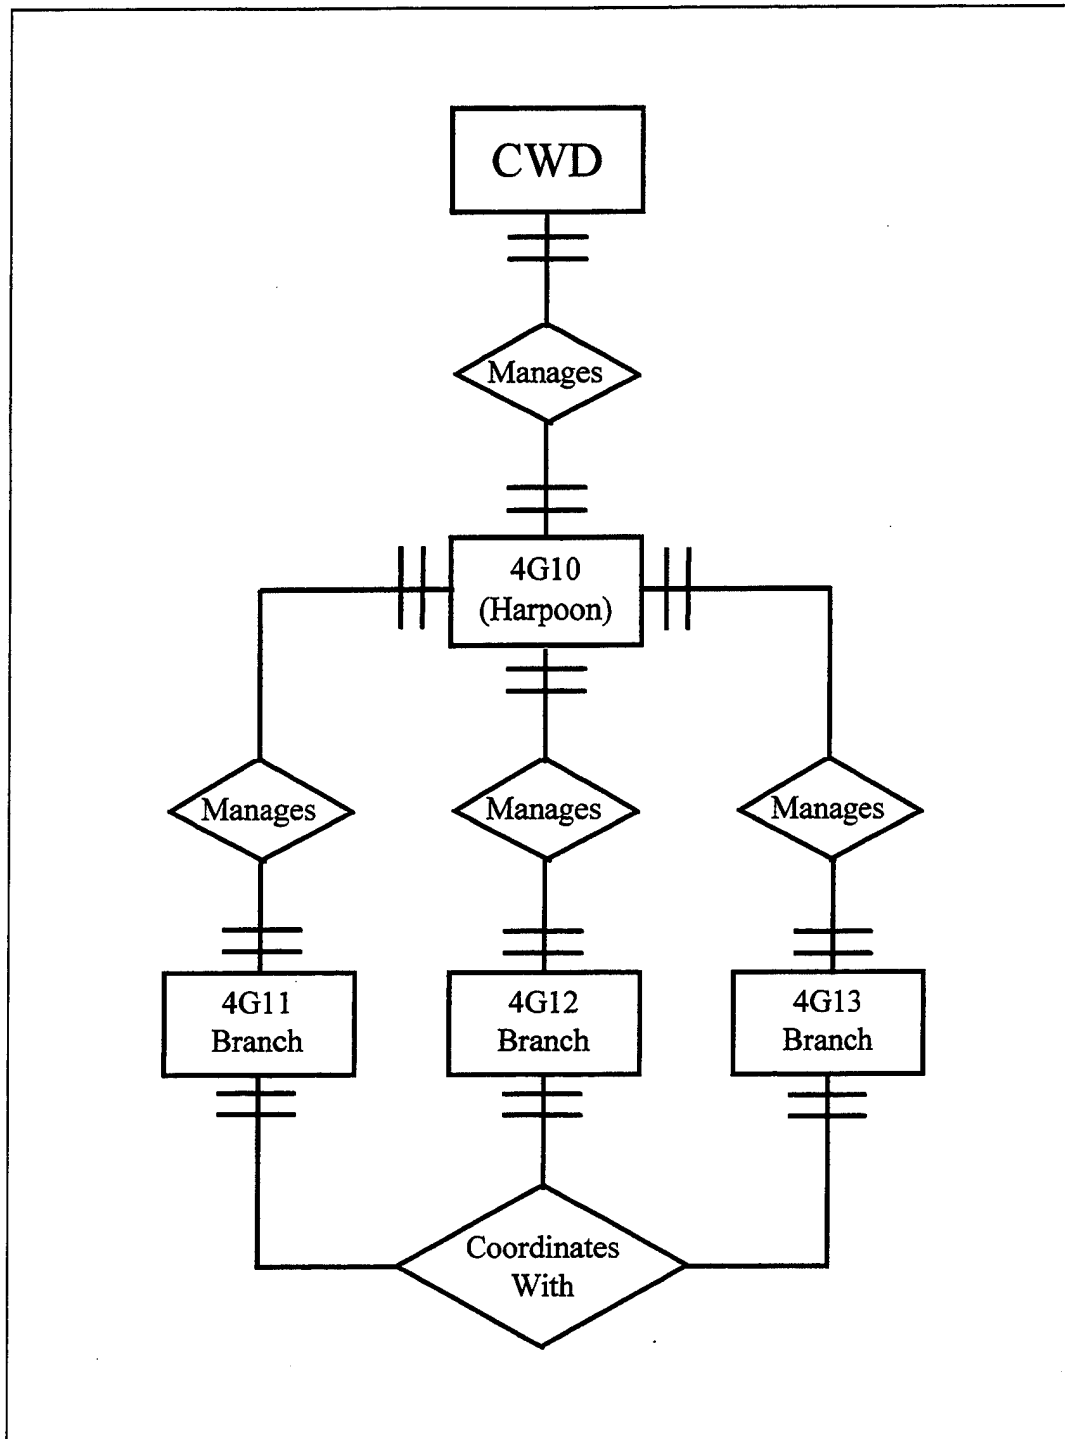 CWD
Manages
4G10
(Harpoon)
Manages
Manages
Manages
4G11
Branch
4G12
Branch
4G13
Branch
Coordinates
With